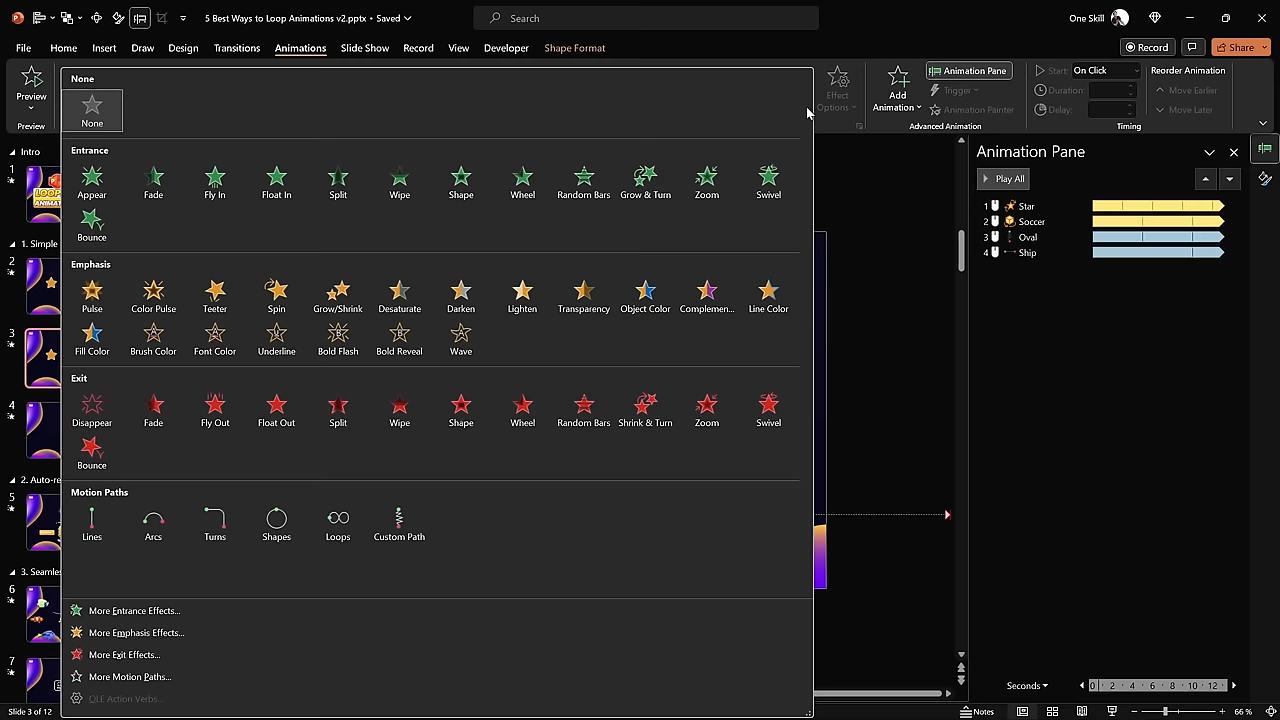 5 Best Ways to Loop Animations v2.pptx • Saved
Search
One Skill
File Home Insert Draw Design Transitions Animations Slide Show Record View Developer Shape Format
Record
Share
Preview
Preview
Effect
Options
Add
Animation
Animation Pane
Trigger
Animation Painter
Advanced Animation
Start: On Click
Duration:
Delay:
Timing
Reorder Animation
Move Earlier
Move Later
None
None
Entrance
Appear Fade Fly In Float In Split Wipe Shape Wheel Random Bars Grow & Turn Zoom Swivel
Bounce
Emphasis
Pulse Color Pulse Teeter Spin Grow/Shrink Desaturate Darken Lighten Transparency Object Color Complemen... Line Color
Fill Color Brush Color Font Color Underline Bold Flash Bold Reveal Wave
Exit
Disappear Fade Fly Out Float Out Split Wipe Shape Wheel Random Bars Shrink & Turn Zoom Swivel
Bounce
Motion Paths
Lines Arcs Turns Shapes Loops Custom Path
More Entrance Effects...
More Emphasis Effects...
More Exit Effects...
More Motion Paths...
OLE Action Verbs...
Intro
1
2
3
4
5
6
7
1. Simple
2. Auto-re
3. Seamles
Animation Pane
Play All
1 Star
2 Soccer
3 Oval
4 Ship
Seconds
0 2 4 6 8 10 12
Slide 3 of 12
Notes
66 %